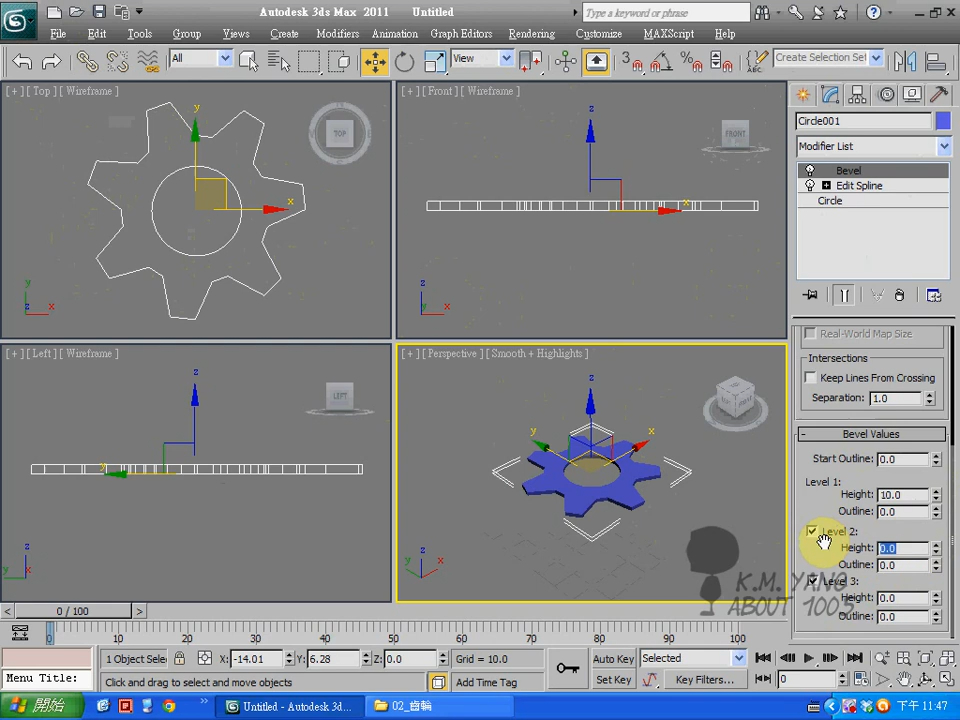 Autodesk 3ds Max 2011 Untitled
Type a keyword or phrase
File Edit Tools Group Views Create Modifiers Animation Graph Editors Rendering Customize MAXScript Help
All View 3 Create Selection Set
[ + ] [ Top ] [ Wireframe ]
TOP
y
x
y
z x
[ + ] [ Front ] [ Wireframe ]
FRONT
z
x
z
y x
[ + ] [ Left ] [ Wireframe ]
LEFT
z
y
z
y x
[ + ] [ Perspective ] [ Smooth + Highlights ]
z
y x
z
y x
Circle001
Modifier List
Bevel
Edit Spline
Circle
Real-World Map Size
Intersections
Keep Lines From Crossing
Separation: 1.0
- Bevel Values
Start Outline: 0.0
Level 1:
Height: 10.0
Outline: 0.0
Level 2:
Height: 0.0
Outline: 0.0
Level 3:
Height: 0.0
Outline: 0.0
K.M. YANG
ABOUT 1005
< 0 / 100 >
0 10 20 30 40 50 60 70 80 90 100
1 Object Selec X: -14.01 Y: 6.28 Z: 0.0 Grid = 10.0 Auto Key Selected
Menu Title: Click and drag to select and move objects Add Time Tag Set Key Key Filters... 0
開始 Untitled - Autodesk 3d... 02_齒輪 下午 11:47